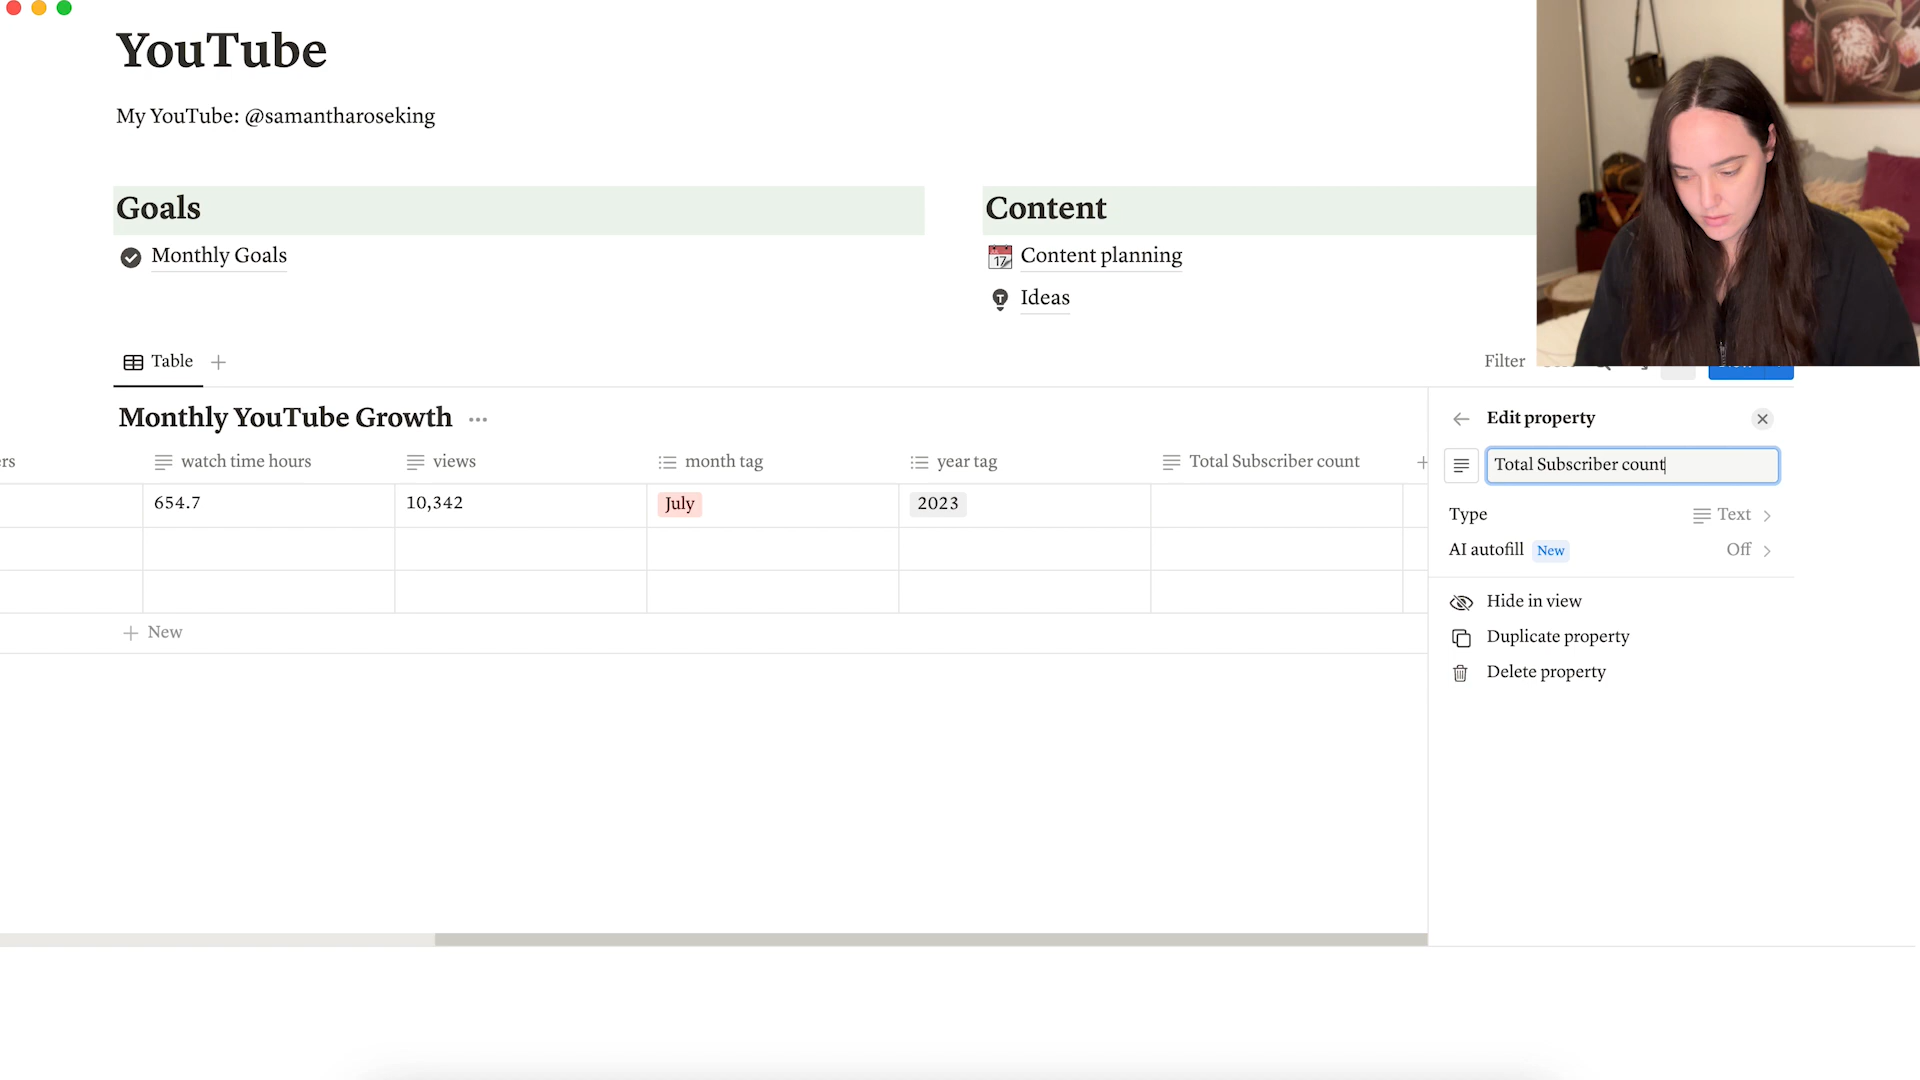 YouTube
My YouTube: @samantharoseking
Goals
Monthly Goals
Content
17
Content planning
Ideas
Table
Filter
Monthly YouTube Growth
watch time hours
views
month tag
year tag
Total Subscriber count
654.7
10,342
July
2023
New
Edit property
Total Subscriber count
Type
Text
AI autofill New
Off
Hide in view
Duplicate property
Delete property